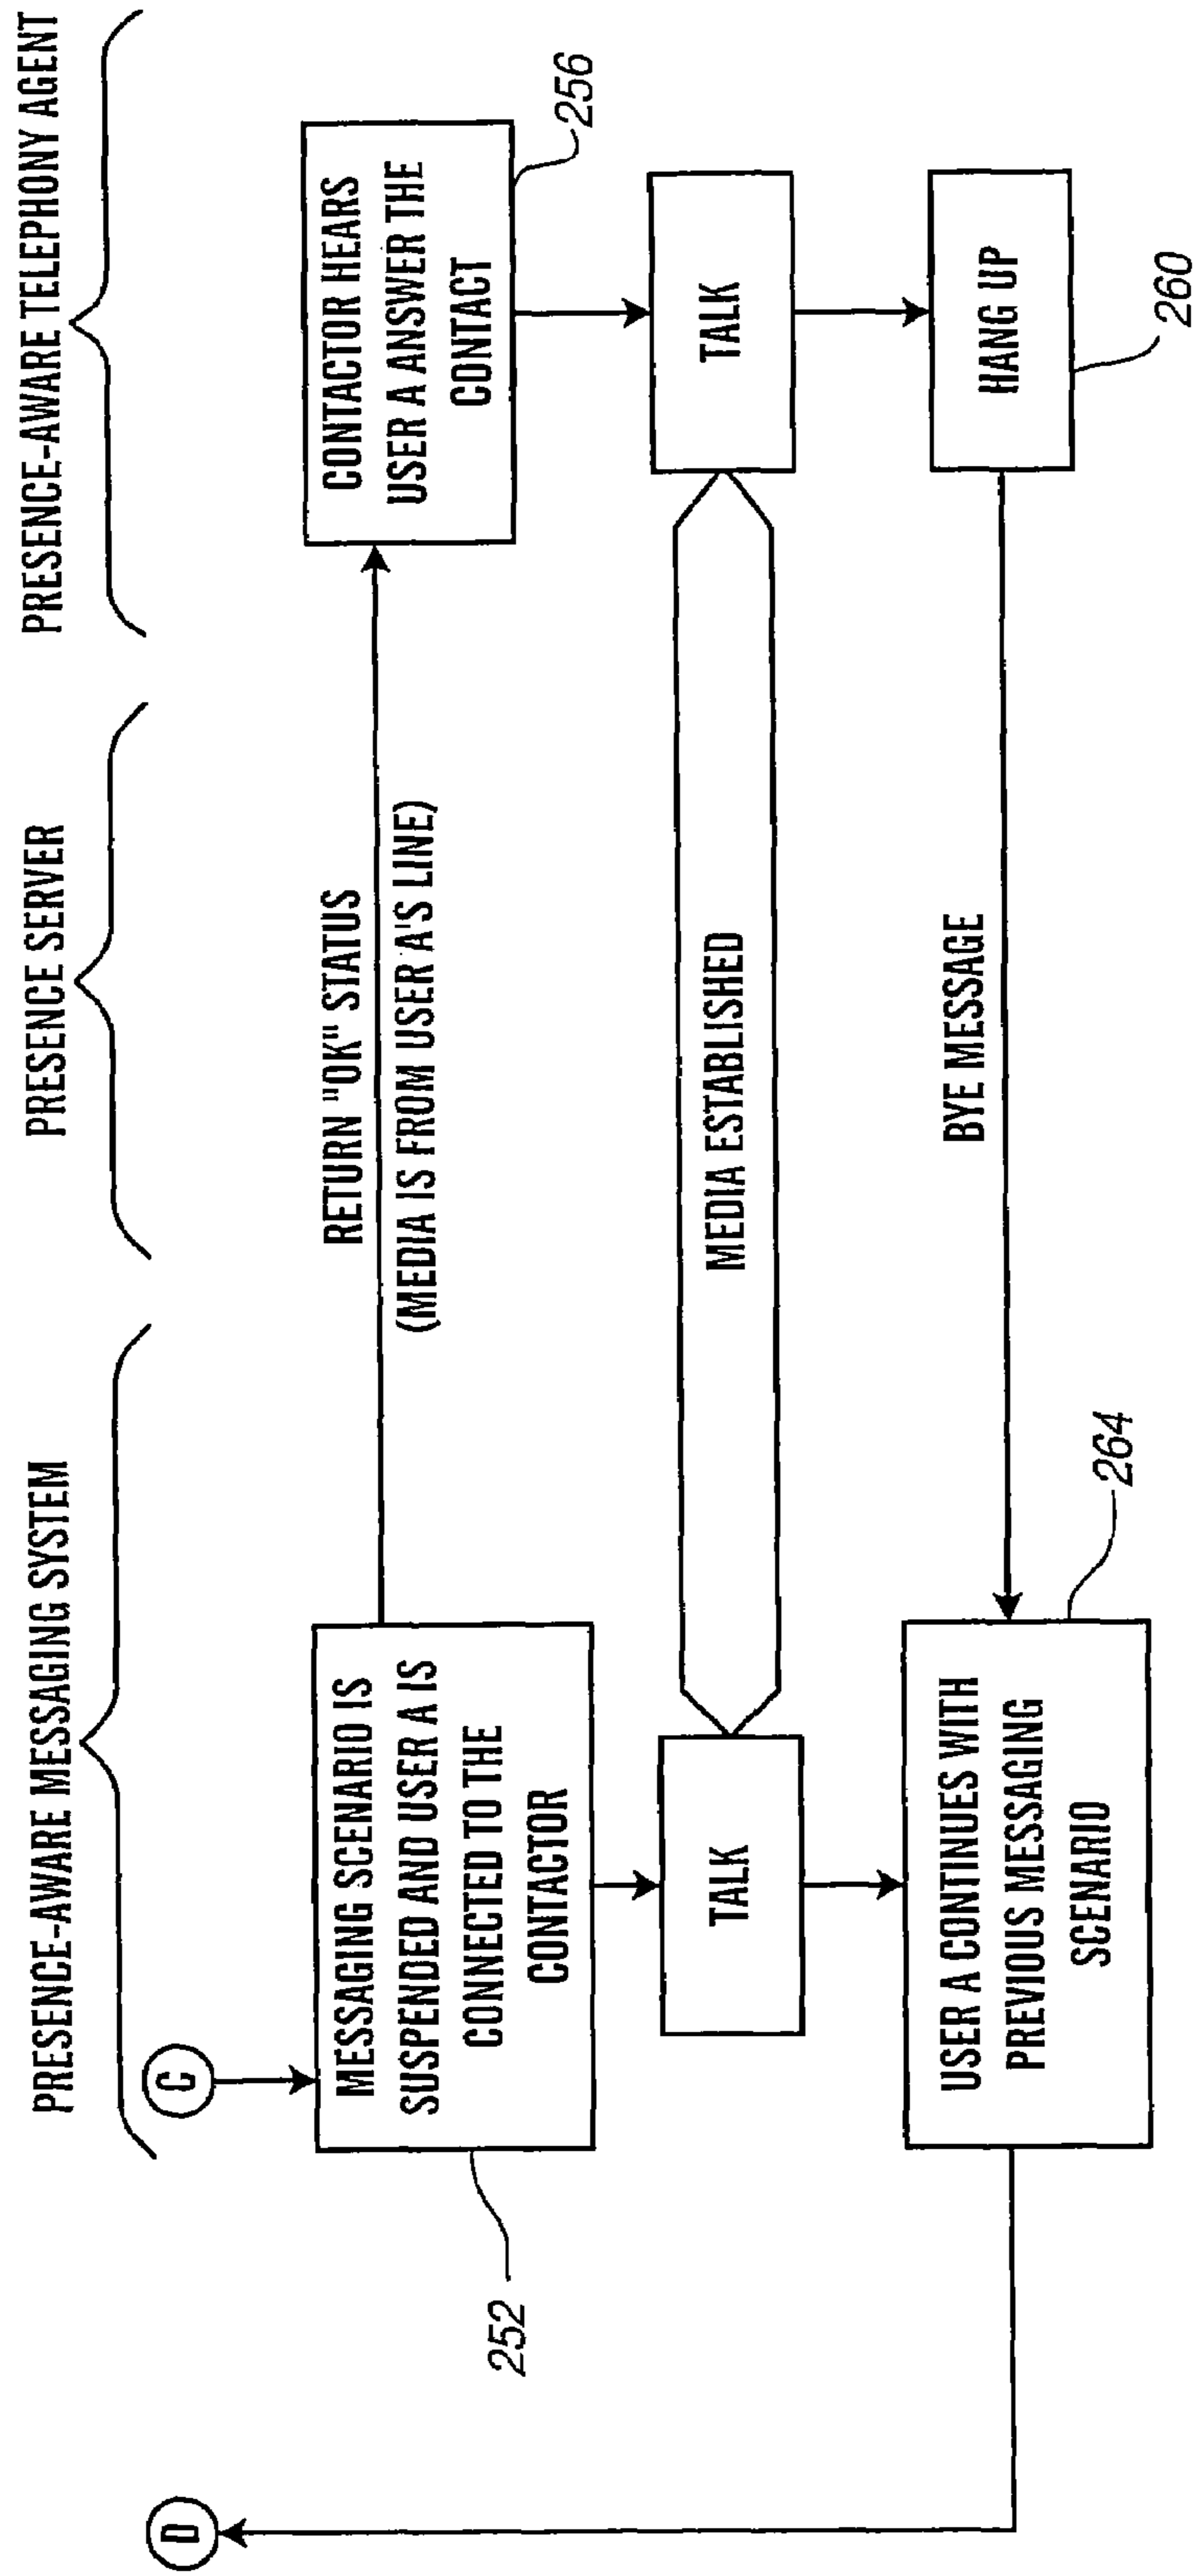 PRESENCE-AWARE MESSAGING SYSTEM
PRESENCE SERVER
PRESENCE-AWARE TELEPHONY AGENT
D
C
MESSAGING SCENARIO IS
SUSPENDED AND USER A IS
CONNECTED TO THE
CONTACTOR
252
RETURN "OK" STATUS
(MEDIA IS FROM USER A'S LINE)
CONTACTOR HEARS
USER A ANSWER THE
CONTACT
256
TALK
MEDIA ESTABLISHED
TALK
USER A CONTINUES WITH
PREVIOUS MESSAGING
SCENARIO
264
BYE MESSAGE
HANG UP
260